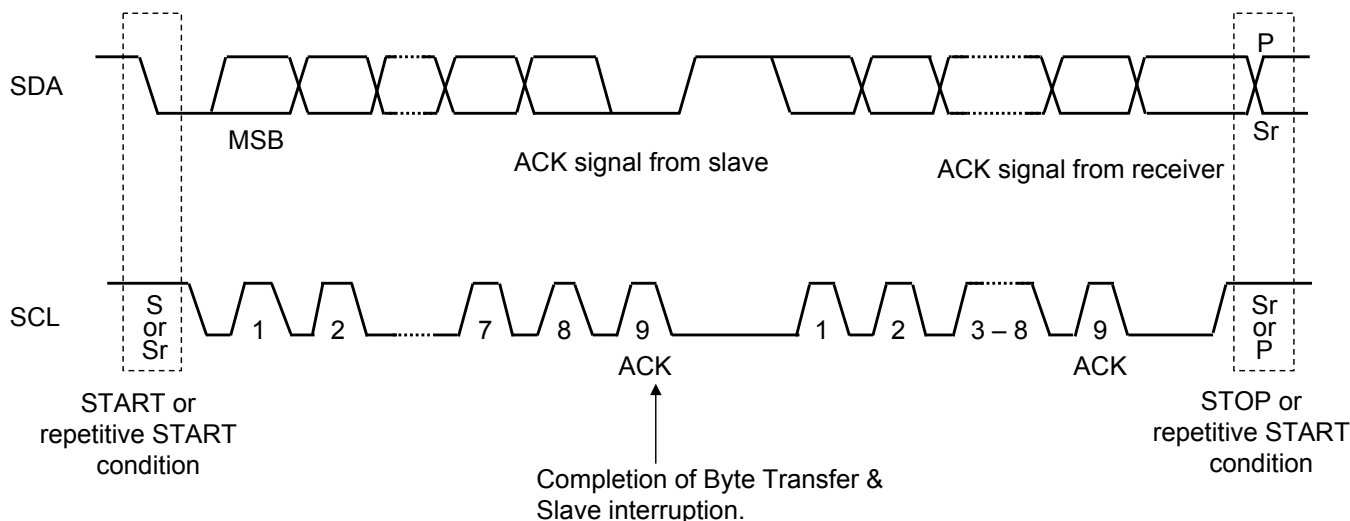 P
SDA
MSB
Sr
ACK signal from slave
ACK signal from receiver
SCL
S
or
Sr
1
2
7
8
9
1
2
3 – 8
9
Sr
or
P
ACK
ACK
START or
repetitive START
condition
STOP or
repetitive START
condition
Completion of Byte Transfer &
Slave interruption.